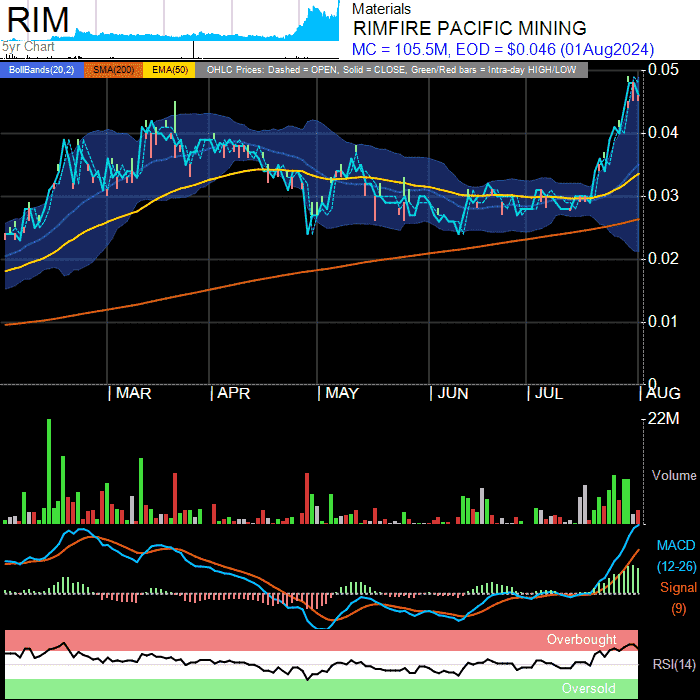 RIM
5yr Chart
Materials
RIMFIRE PACIFIC MINING
MC = 105.5M, EOD = $0.046 (01Aug2024)
BollBands(20,2) SMA(200) EMA(50) OHLC Prices: Dashed = OPEN, Solid = CLOSE, Green/Red bars = Intra-day HIGH/LOW
0.05
0.04
0.03
0.02
0.01
0
MAR APR MAY JUN JUL AUG
22M
Volume
MACD
(12-26)
Signal
(9)
Overbought
RSI(14)
Oversold